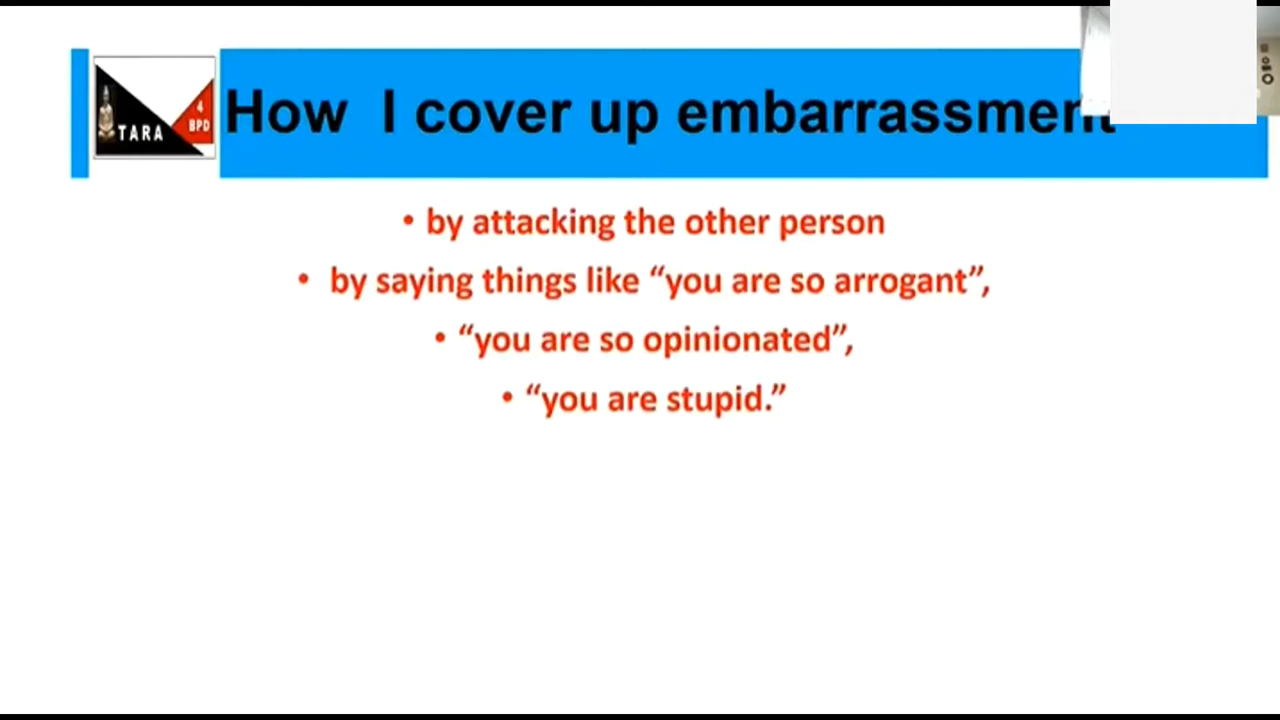 TARA
4
BPD
How I cover up embarrassment
• by attacking the other person
• by saying things like “you are so arrogant”,
• “you are so opinionated”,
• “you are stupid.”